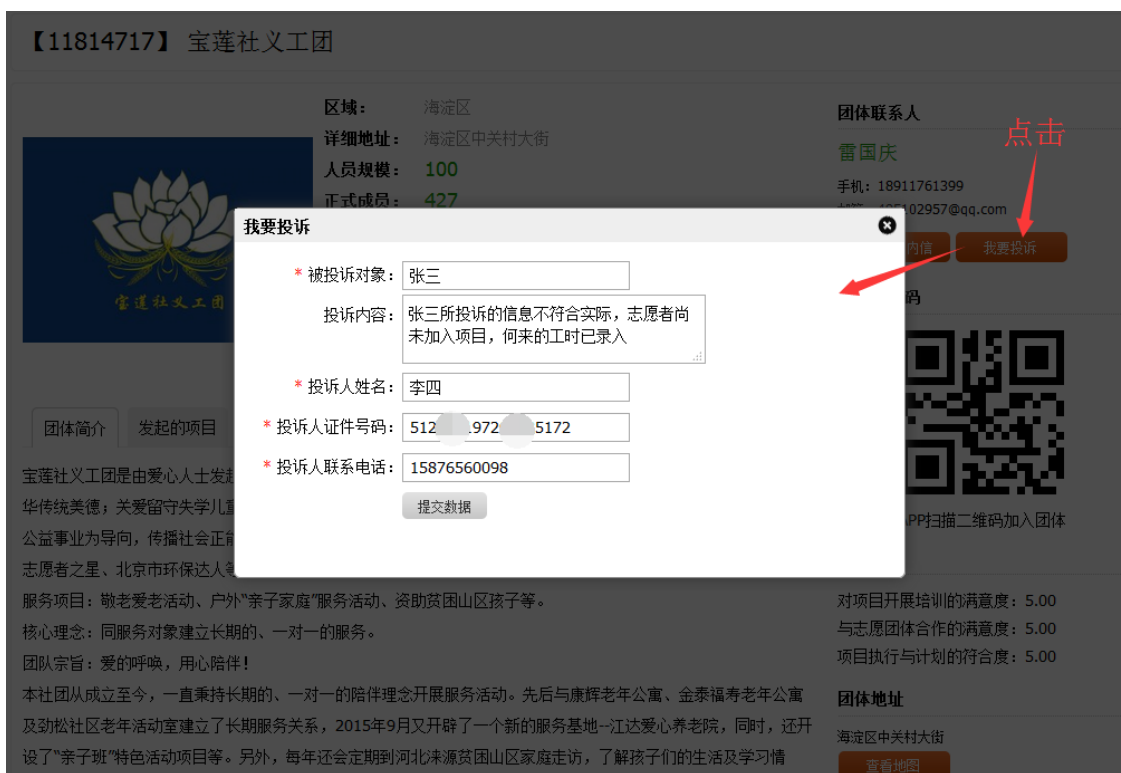 【11814717】 宝莲社义工团
区域： 海淀区
详细地址： 海淀区中关村大街
人员规模： 100
正式成员： 427
宝莲社义工团
团体联系人
点击
雷国庆
手机：18911761399
02957@qq.com
内信
我要投诉
码
APP扫描二维码加入团体
我要投诉
* 被投诉对象： 张三
投诉内容： 张三所投诉的信息不符合实际，志愿者尚
未加入项目，何来的工时已录入
* 投诉人姓名： 李四
* 投诉人证件号码： 512 972 5172
* 投诉人联系电话： 15876560098
提交数据
团体简介 发起的项目
宝莲社义工团是由爱心人士发起
华传统美德；关爱留守失学儿童
公益事业为导向，传播社会正能
志愿者之星、北京市环保达人等
服务项目：敬老爱老活动、户外“亲子家庭”服务活动、资助贫困山区孩子等。
核心理念：同服务对象建立长期的、一对一的服务。
团队宗旨：爱的呼唤，用心陪伴！
本社团从成立至今，一直秉持长期的、一对一的陪伴理念开展服务活动。先后与康辉老年公寓、金泰福寿老年公寓
及劲松社区老年活动室建立了长期服务关系，2015年9月又开辟了一个新的服务基地--江达爱心养老院，同时，还开
设了“亲子班”特色活动项目等。另外，每年还会定期到河北涞源贫困山区家庭走访，了解孩子们的生活及学习情
对项目开展培训的满意度：5.00
与志愿团体合作的满意度：5.00
项目执行与计划的符合度：5.00
团体地址
海淀区中关村大街
查看地图